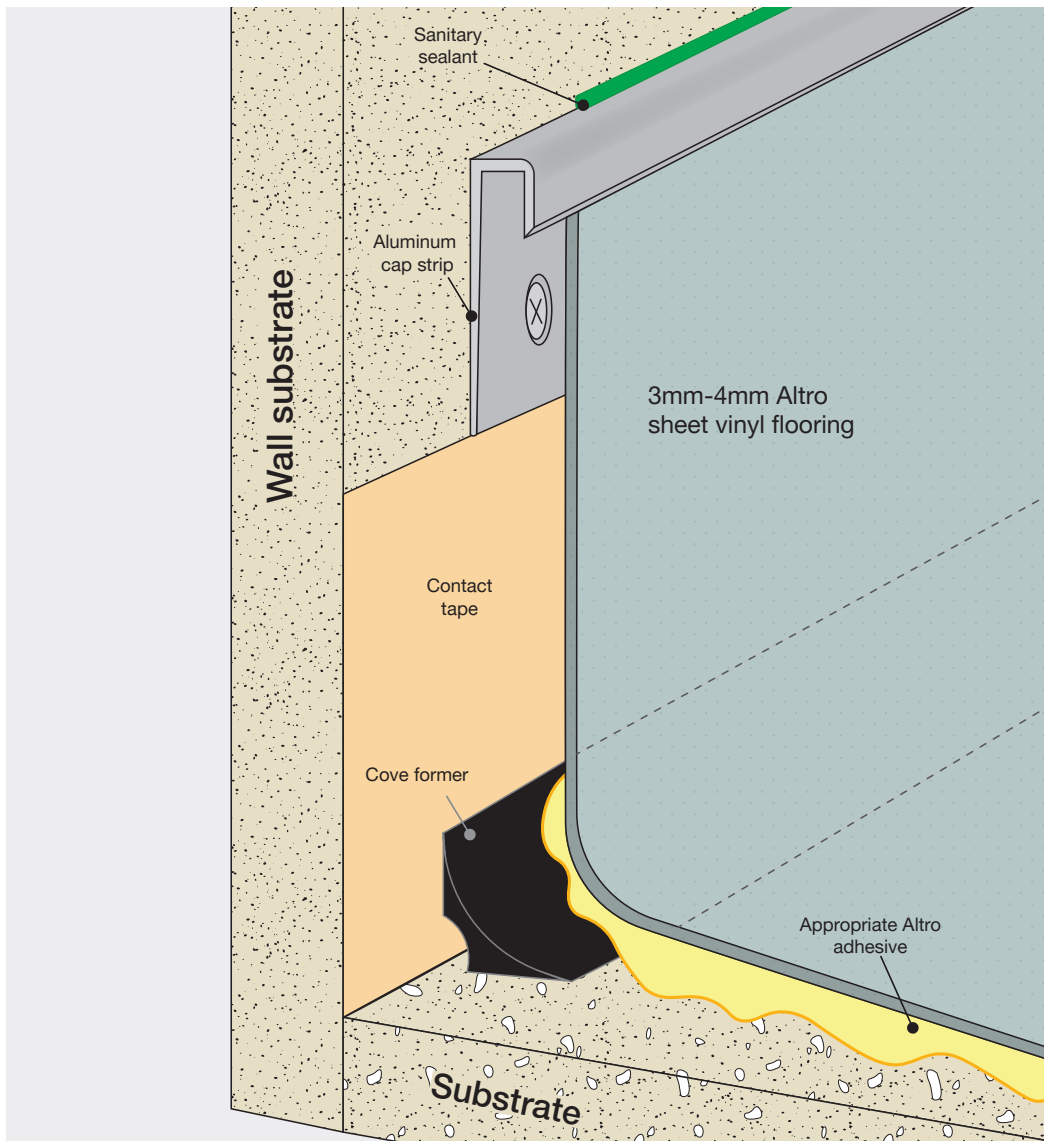 Sanitary
sealant
Aluminum
cap strip
Wall substrate
3mm-4mm Altro
sheet vinyl flooring
Contact
tape
Cove former
Appropriate Altro
adhesive
Substrate